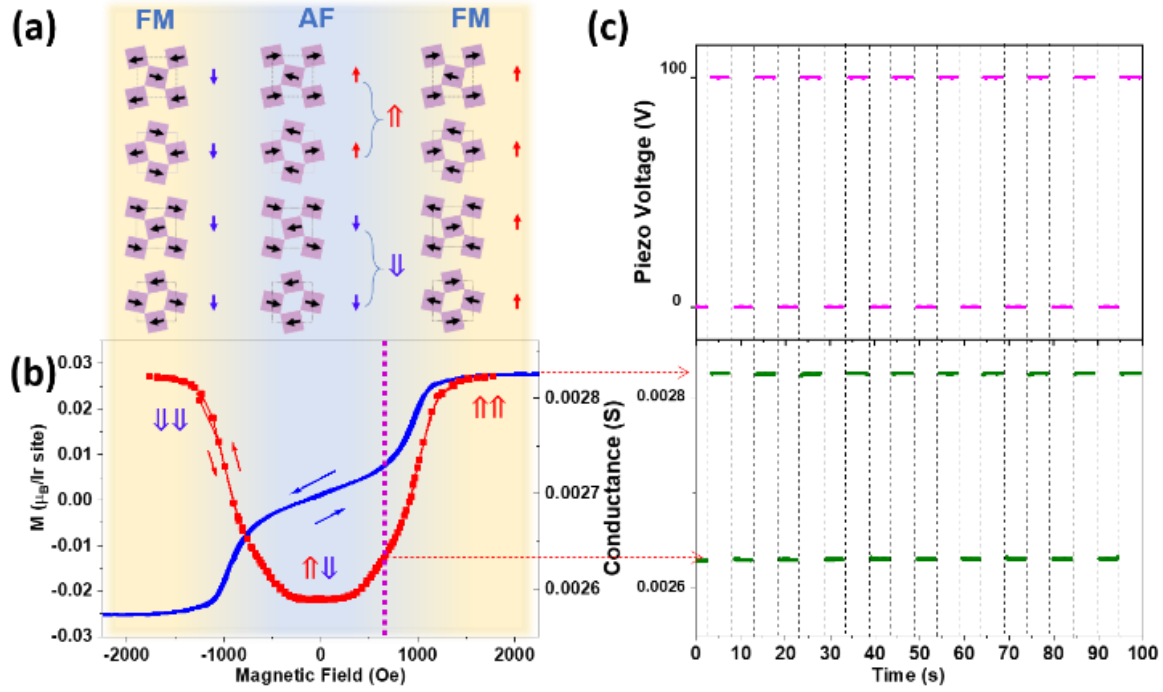 (a)
FM AF FM
⇑
⇓
(b)
0.03
0.02
0.01
0.00
-0.01
-0.02
-0.03
M (μB/Ir site)
⇓⇓
⇑⇓
⇑⇑
0.0028
0.0027
0.0026
-2000 -1000 0 1000 2000
Magnetic Field (Oe)
(c)
100
0
Piezo Voltage (V)
0.0028
0.0026
Conductance (S)
0 10 20 30 40 50 60 70 80 90 100
Time (s)